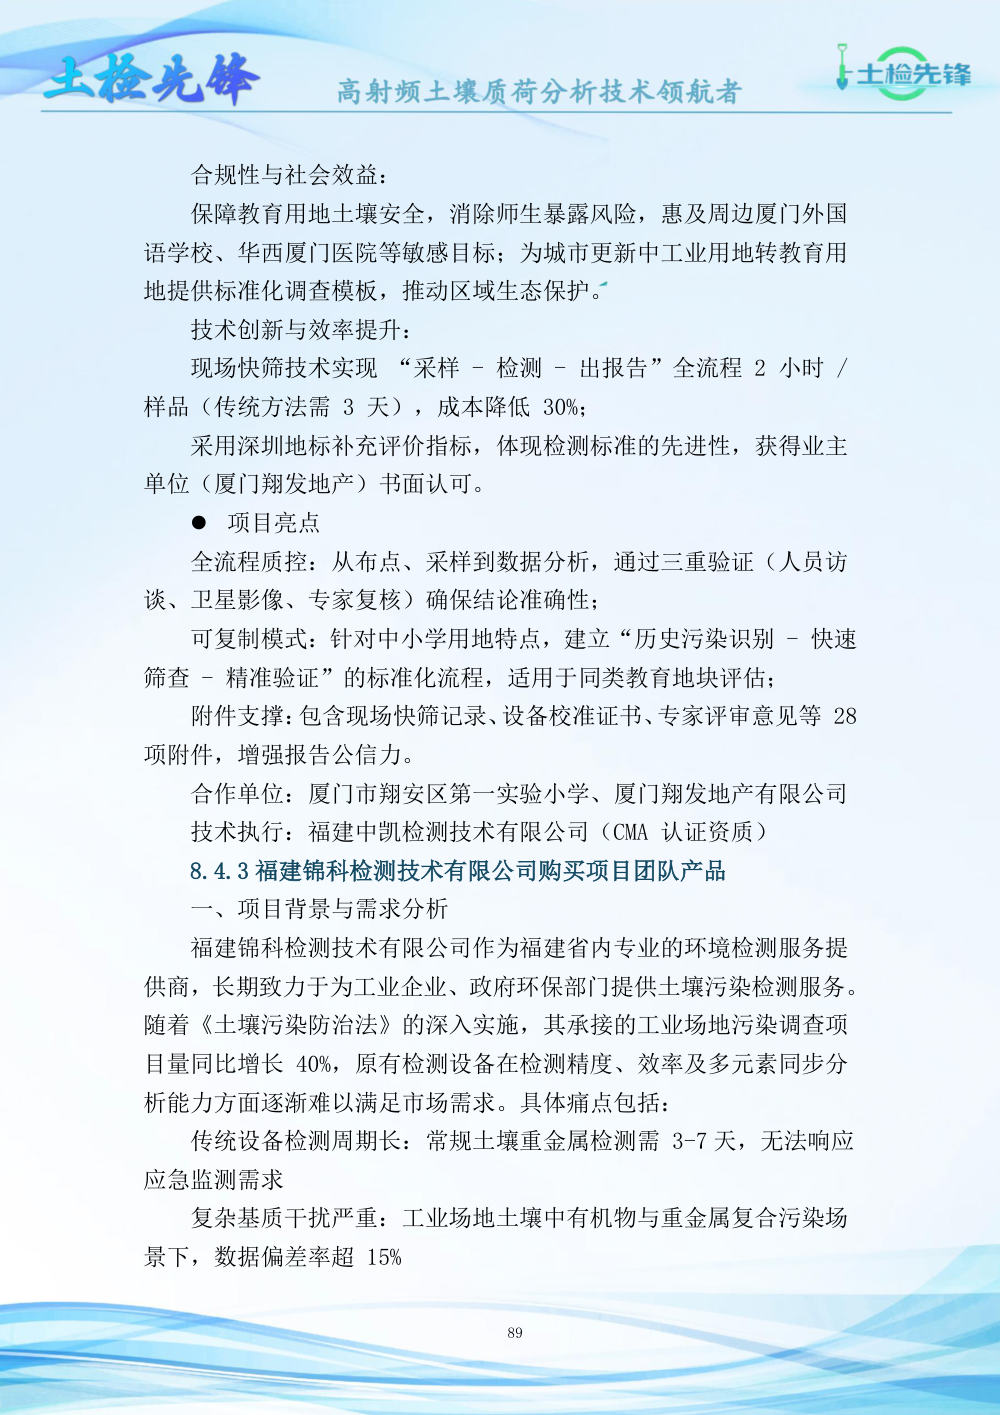 土检先锋
高射频土壤质荷分析技术领航者
土检先锋
合规性与社会效益：
保障教育用地土壤安全，消除师生暴露风险，惠及周边厦门外国
语学校、华西厦门医院等敏感目标；为城市更新中工业用地转教育用
地提供标准化调查模板，推动区域生态保护。
技术创新与效率提升：
现场快筛技术实现 “采样 - 检测 - 出报告”全流程 2 小时 /
样品（传统方法需 3 天），成本降低 30%；
采用深圳地标补充评价指标，体现检测标准的先进性，获得业主
单位（厦门翔发地产）书面认可。
● 项目亮点
全流程质控：从布点、采样到数据分析，通过三重验证（人员访
谈、卫星影像、专家复核）确保结论准确性；
可复制模式：针对中小学用地特点，建立“历史污染识别 - 快速
筛查 - 精准验证”的标准化流程，适用于同类教育地块评估；
附件支撑：包含现场快筛记录、设备校准证书、专家评审意见等 28
项附件，增强报告公信力。
合作单位：厦门市翔安区第一实验小学、厦门翔发地产有限公司
技术执行：福建中凯检测技术有限公司（CMA 认证资质）
8.4.3 福建锦科检测技术有限公司购买项目团队产品
一、项目背景与需求分析
福建锦科检测技术有限公司作为福建省内专业的环境检测服务提
供商，长期致力于为工业企业、政府环保部门提供土壤污染检测服务。
随着《土壤污染防治法》的深入实施，其承接的工业场地污染调查项
目量同比增长 40%，原有检测设备在检测精度、效率及多元素同步分
析能力方面逐渐难以满足市场需求。具体痛点包括：
传统设备检测周期长：常规土壤重金属检测需 3-7 天，无法响应
应急监测需求
复杂基质干扰严重：工业场地土壤中有机物与重金属复合污染场
景下，数据偏差率超 15%
89